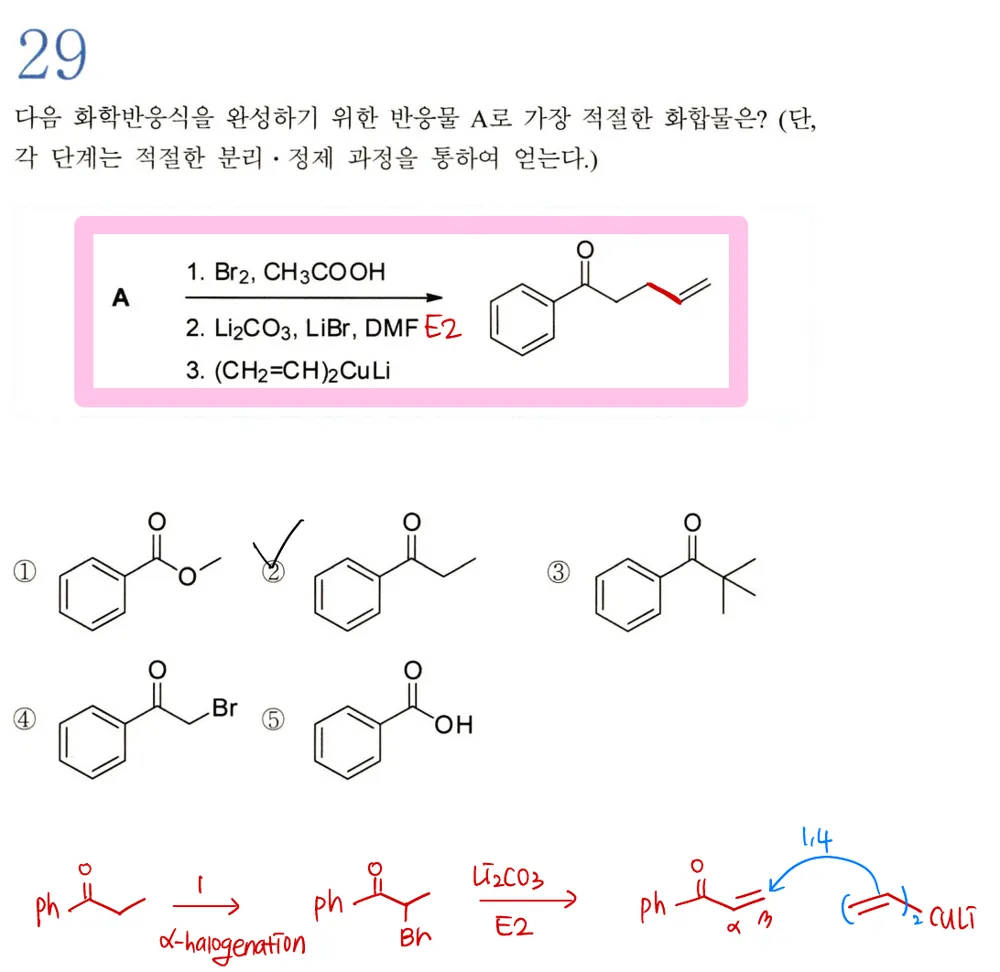 29
다음 화학반응식을 완성하기 위한 반응물 A로 가장 적절한 화합물은? (단,
각 단계는 적절한 분리・정제 과정을 통하여 얻는다.)
A
1. Br₂, CH₃COOH
2. Li₂CO₃, LiBr, DMF E2
3. (CH₂=CH)₂CuLi
O
① O O
② O
③ O
④ O Br
⑤ O OH
Ph O
1
α-halogenation
Ph O Br
Li₂CO₃
E2
Ph O α β
1,4
( )₂ CuLi